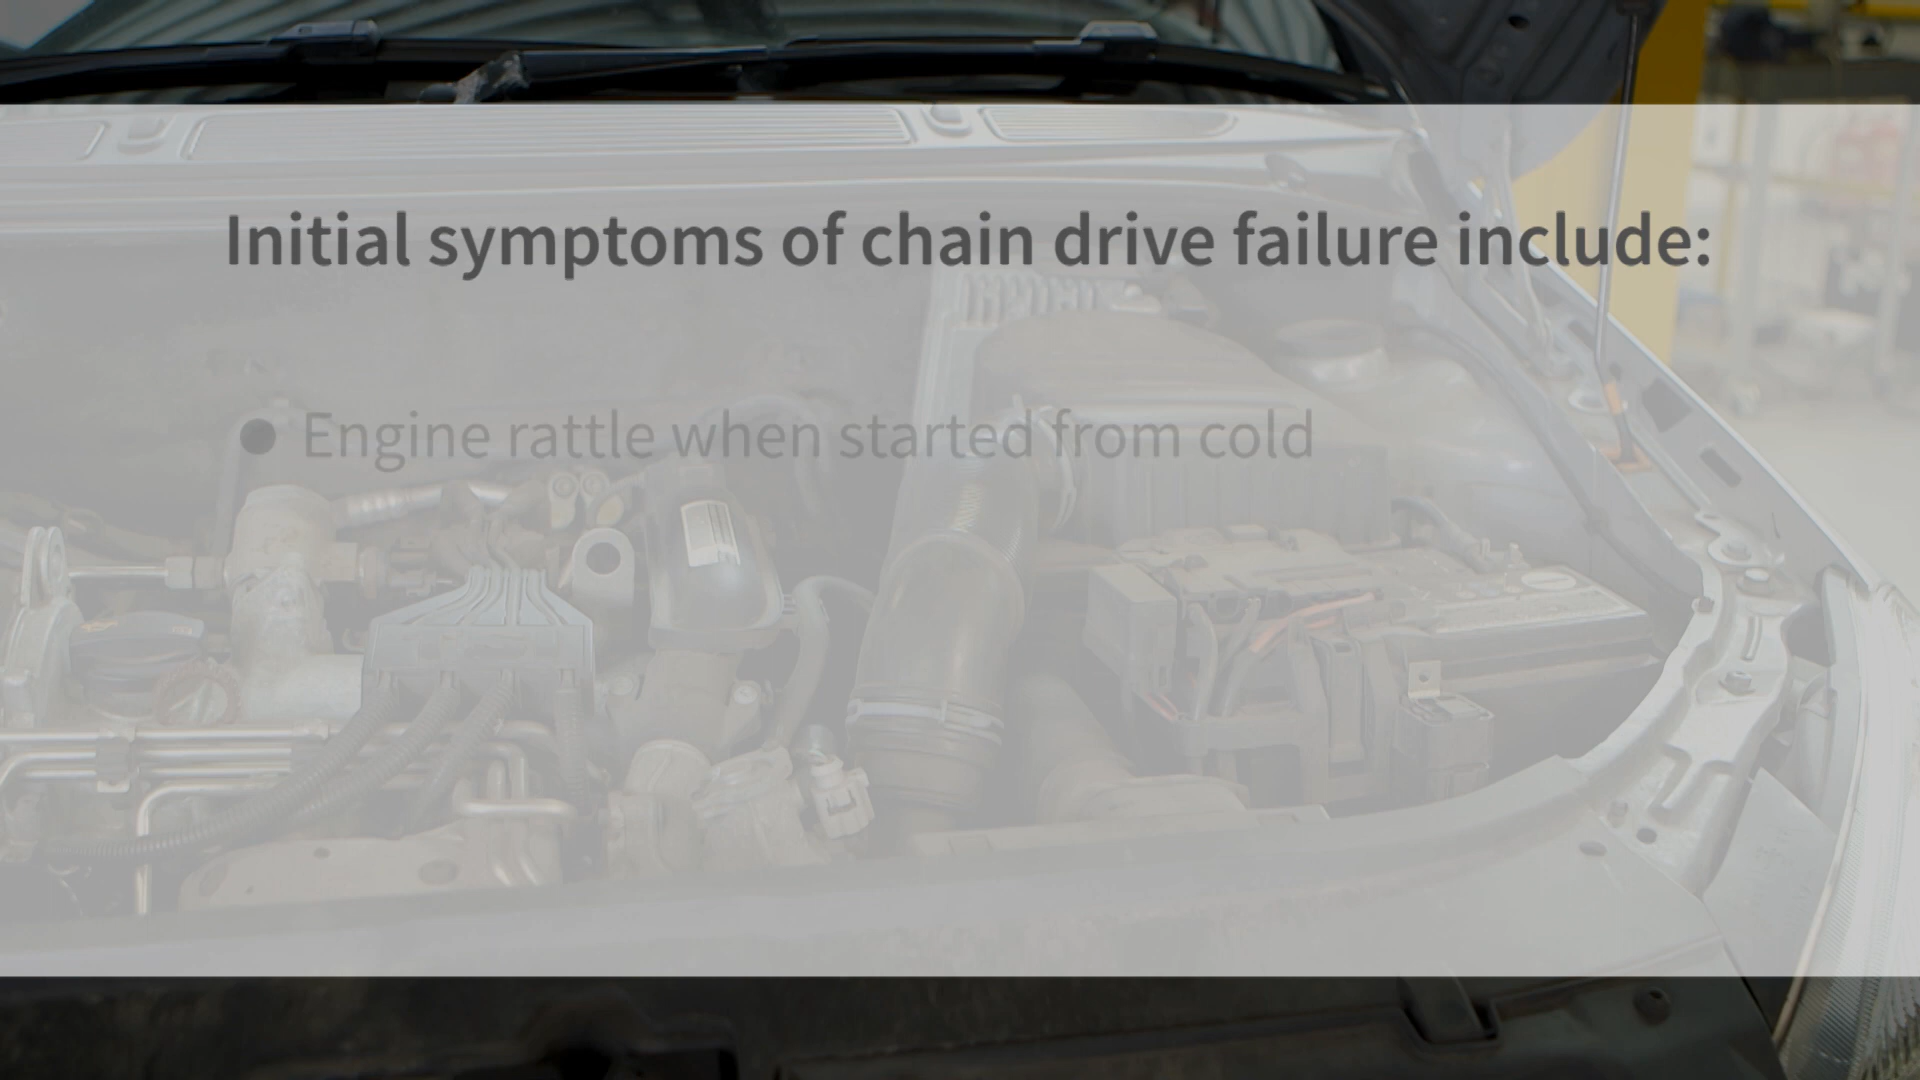 Initial symptoms of chain drive failure include:
● Engine rattle when started from cold